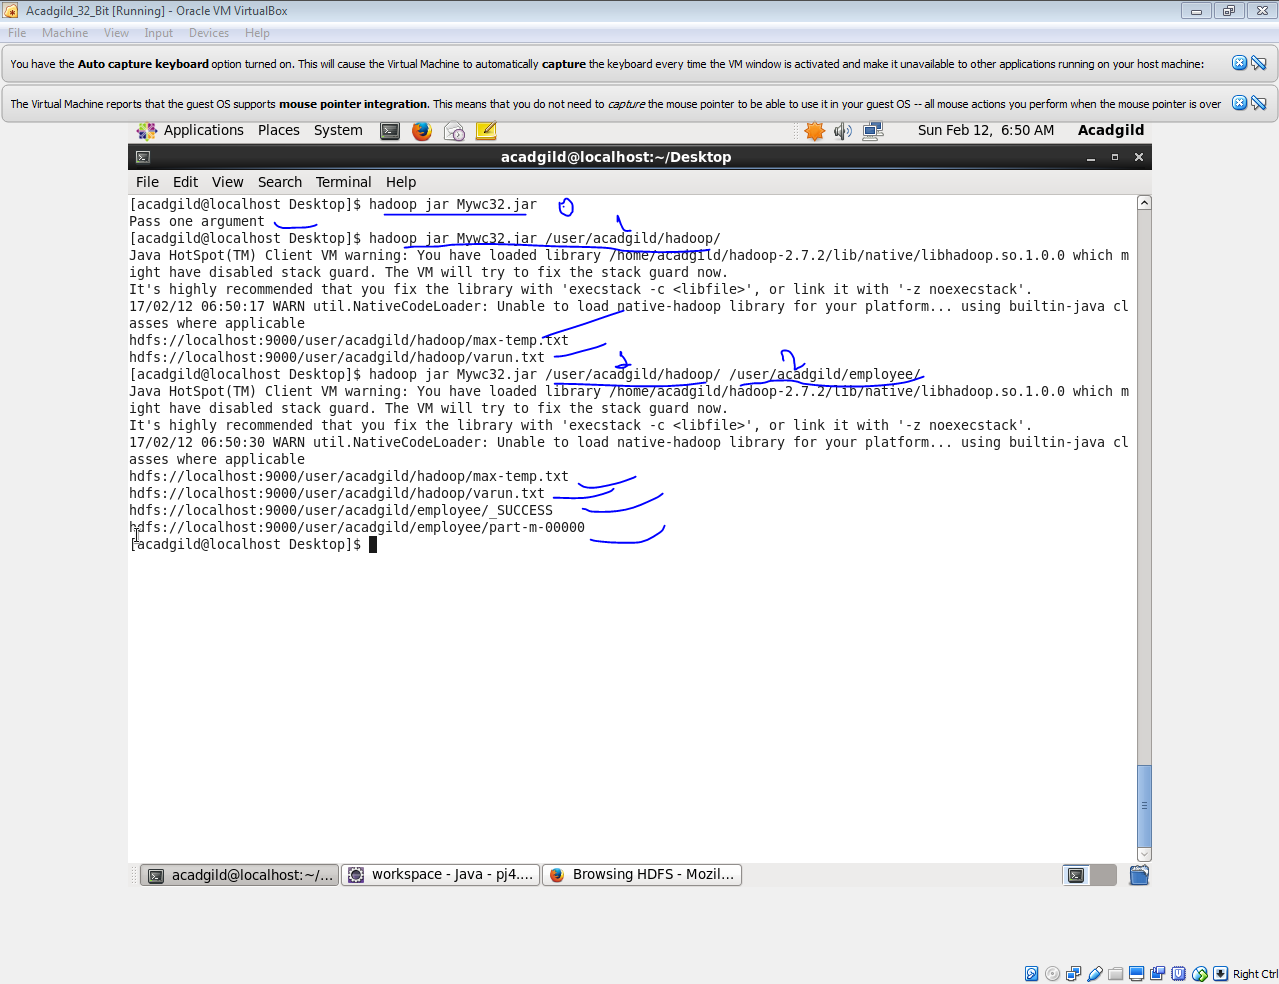 Acadgild_32_Bit [Running] - Oracle VM VirtualBox
File Machine View Input Devices Help
You have the Auto capture keyboard option turned on. This will cause the Virtual Machine to automatically capture the keyboard every time the VM window is activated and make it unavailable to other applications running on your host machine:
The Virtual Machine reports that the guest OS supports mouse pointer integration. This means that you do not need to capture the mouse pointer to be able to use it in your guest OS -- all mouse actions you perform when the mouse pointer is over
Applications Places System Sun Feb 12, 6:50 AM Acadgild
acadgild@localhost:~/Desktop
File Edit View Search Terminal Help
[acadgild@localhost Desktop]$ hadoop jar Mywc32.jar 0
Pass one argument
1
[acadgild@localhost Desktop]$ hadoop jar Mywc32.jar /user/acadgild/hadoop/
Java HotSpot(TM) Client VM warning: You have loaded library /home/acadgild/hadoop-2.7.2/lib/native/libhadoop.so.1.0.0 which m
ight have disabled stack guard. The VM will try to fix the stack guard now.
It's highly recommended that you fix the library with 'execstack -c <libfile>', or link it with '-z noexecstack'.
17/02/12 06:50:17 WARN util.NativeCodeLoader: Unable to load native-hadoop library for your platform... using builtin-java cl
asses where applicable
hdfs://localhost:9000/user/acadgild/hadoop/max-temp.txt
hdfs://localhost:9000/user/acadgild/hadoop/varun.txt
2
[acadgild@localhost Desktop]$ hadoop jar Mywc32.jar /user/acadgild/hadoop/ /user/acadgild/employee/
Java HotSpot(TM) Client VM warning: You have loaded library /home/acadgild/hadoop-2.7.2/lib/native/libhadoop.so.1.0.0 which m
ight have disabled stack guard. The VM will try to fix the stack guard now.
It's highly recommended that you fix the library with 'execstack -c <libfile>', or link it with '-z noexecstack'.
17/02/12 06:50:30 WARN util.NativeCodeLoader: Unable to load native-hadoop library for your platform... using builtin-java cl
asses where applicable
hdfs://localhost:9000/user/acadgild/hadoop/max-temp.txt
hdfs://localhost:9000/user/acadgild/hadoop/varun.txt
hdfs://localhost:9000/user/acadgild/employee/_SUCCESS
hdfs://localhost:9000/user/acadgild/employee/part-m-00000
[acadgild@localhost Desktop]$
acadgild@localhost:~/... workspace - Java - pj4.... Browsing HDFS - Mozil...
Right Ctrl